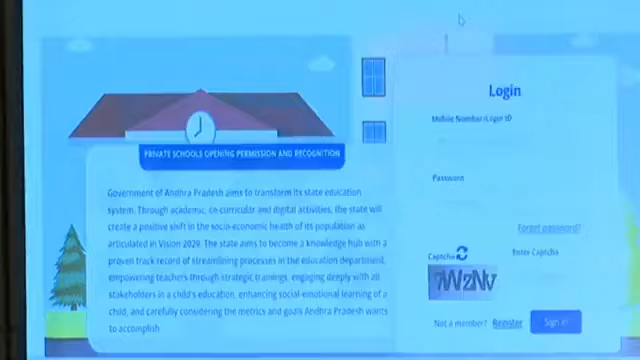 PRIVATE SCHOOLS OPENING PERMISSION AND RECOGNITION
Government of Andhra Pradesh aims to transform its state education
system. Through academic, co-curricular and digital activities, the state will
create a positive shift in the socio-economic health of its population as
articulated in Vision 2029. The state aims to become a knowledge hub with a
proven track record of streamlining processes in the education department,
empowering teachers through strategic trainings, engaging deeply with all
stakeholders in a child's education, enhancing social-emotional learning of a
child, and carefully considering the metrics and goals Andhra Pradesh wants
to accomplish
Login
Mobile Number/Login ID
Password
Forgot password?
Captcha
Enter Captcha
7W2Nv
Not a member? Register
Sign in